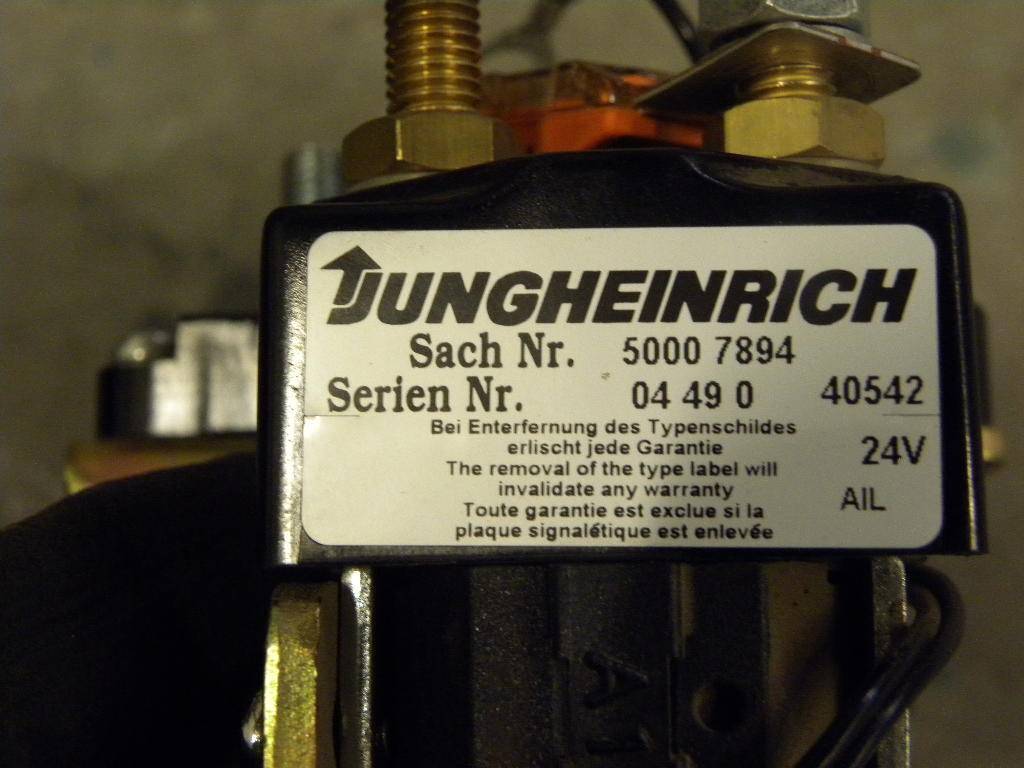 JUNGHEINRICH
Sach Nr. 5000 7894
Serien Nr. 04 49 0 40542
Bei Enterfernung des Typenschildes
erlischt jede Garantie
24V
The removal of the type label will
invalidate any warranty
AIL
Toute garantie est exclue si la
plaque signalétique est enlevée
A1